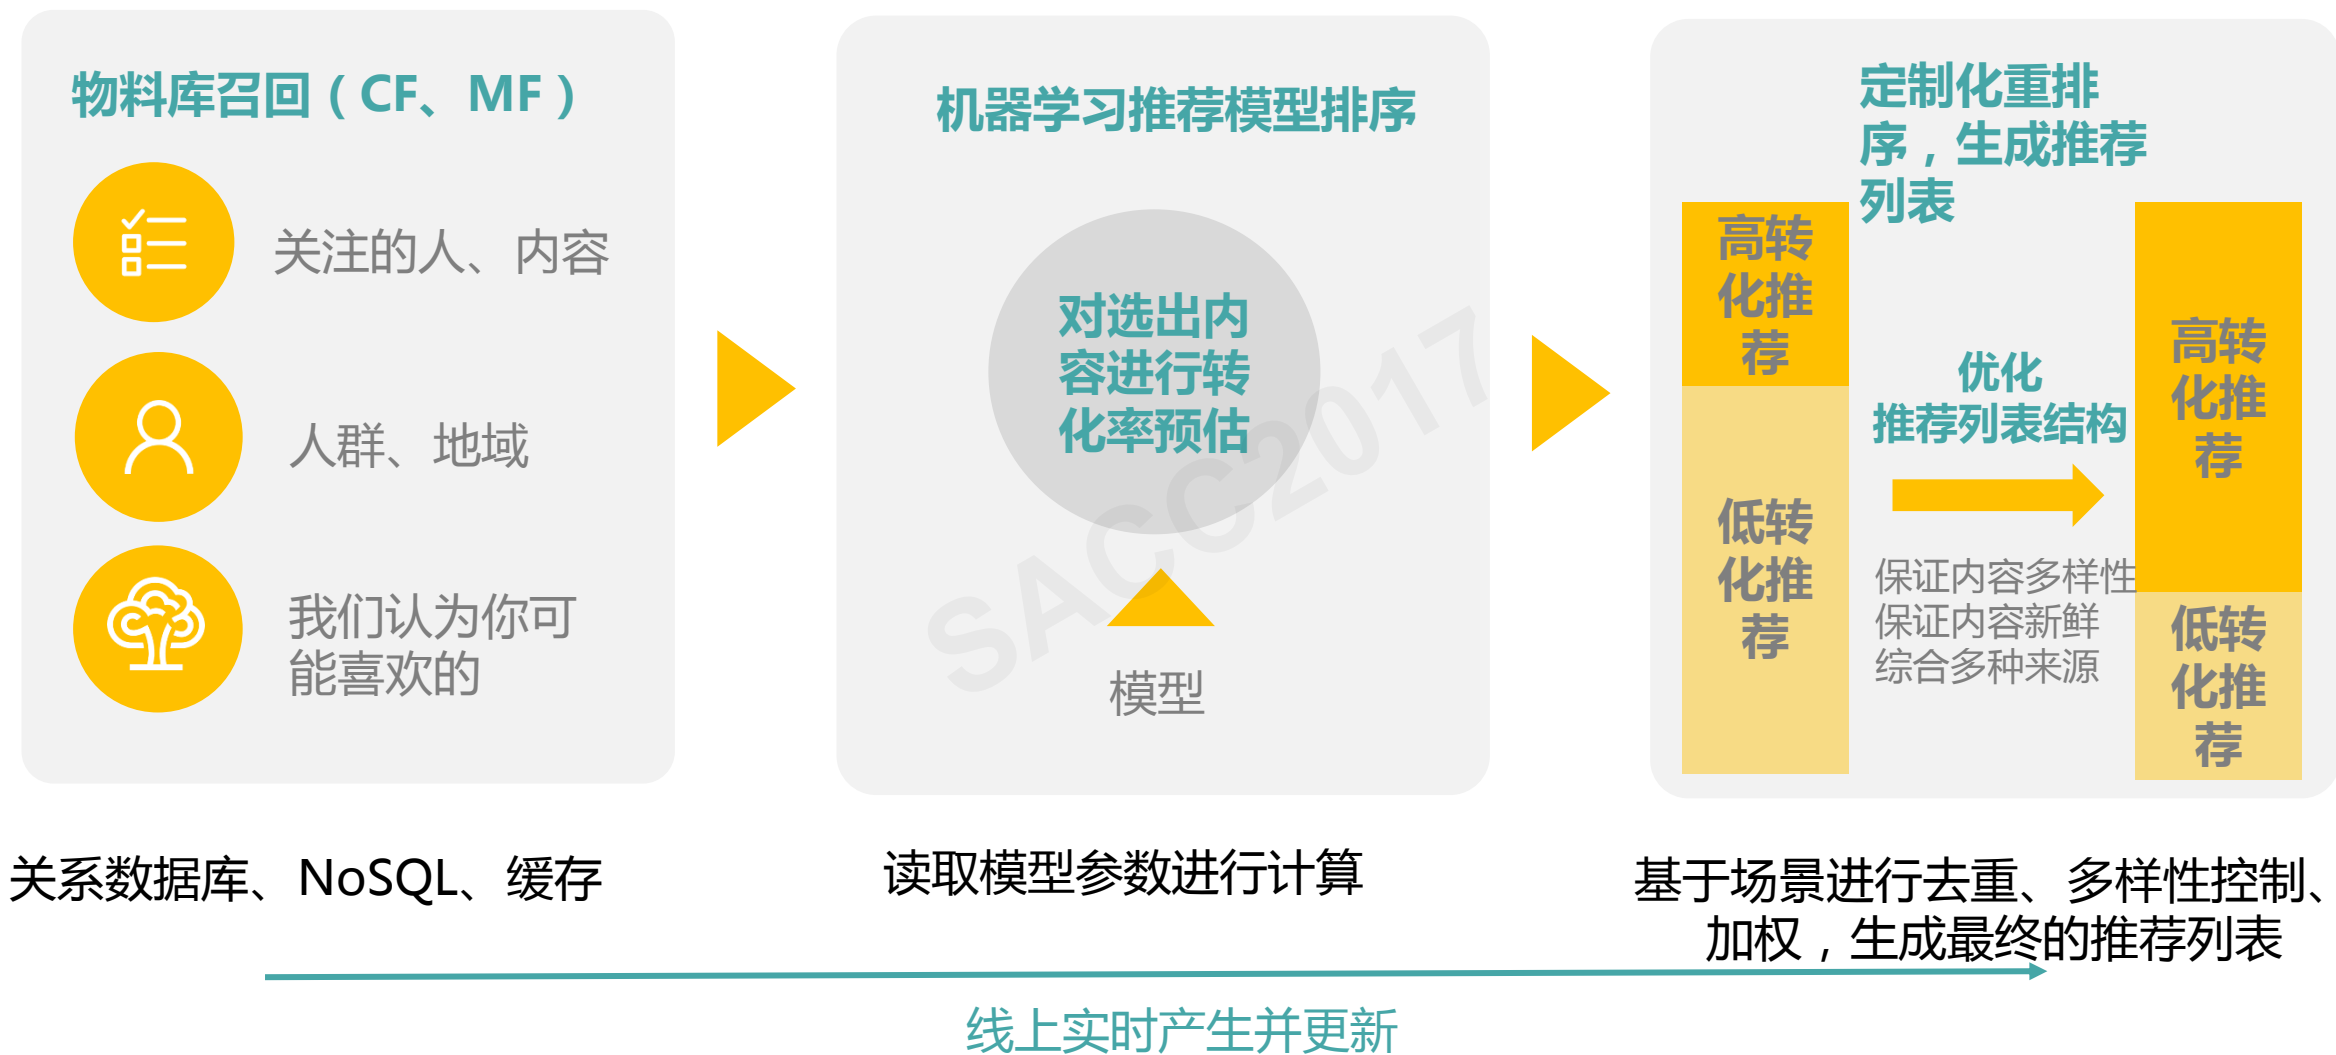 物料库召回（CF、MF）
关注的人、内容
人群、地域
我们认为你可
能喜欢的
关系数据库、NoSQL、缓存
机器学习推荐模型排序
对选出内
容进行转
化率预估
模型
读取模型参数进行计算
定制化重排
序，生成推荐
列表
高转
化推
荐
低转
化推
荐
优化
推荐列表结构
保证内容多样性
保证内容新鲜
综合多种来源
高转
化推
荐
低转
化推
荐
基于场景进行去重、多样性控制、
加权，生成最终的推荐列表
线上实时产生并更新
SACC2017